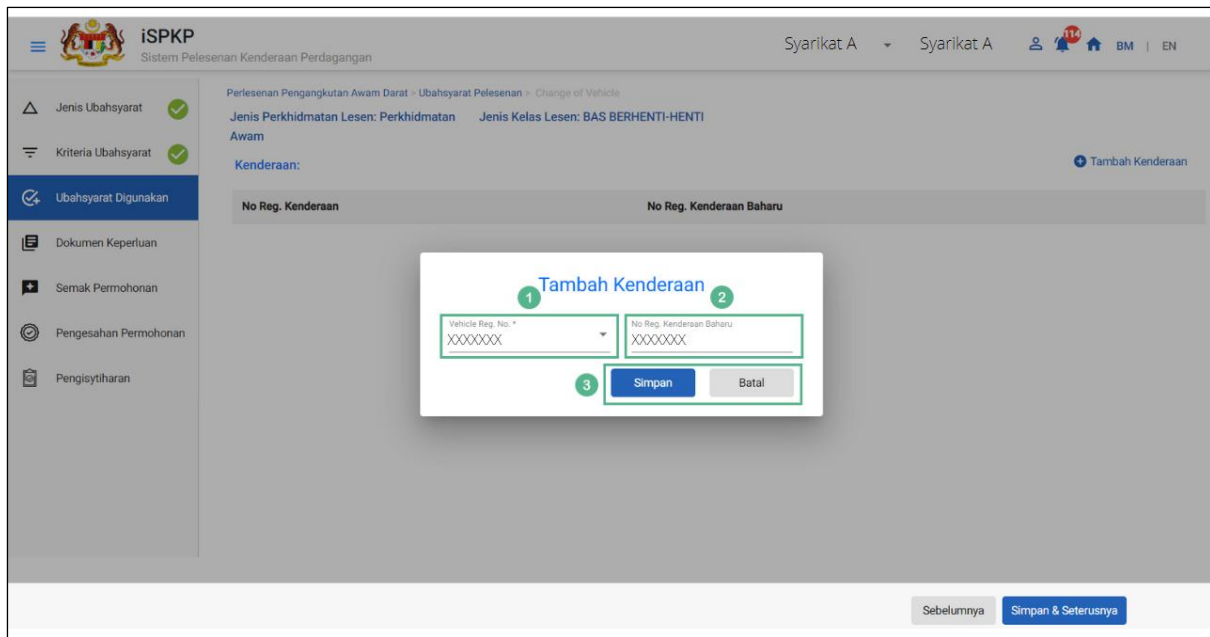 iSPKP
Sistem Pelesenan Kenderaan Perdagangan
Syarikat A
Syarikat A
114
BM | EN
Jenis Ubahsyarat
Kriteria Ubahsyarat
Ubahsyarat Digunakan
Dokumen Keperluan
Semak Permohonan
Pengesahan Permohonan
Pengisytiharan
Perlesenan Pengangkutan Awam Darat > Ubahsyarat Pelesenan > Change of Vehicle
Jenis Perkhidmatan Lesen: Perkhidmatan Awam
Jenis Kelas Lesen: BAS BERHENTI-HENTI
Kenderaan:
Tambah Kenderaan
No Reg. Kenderaan
No Reg. Kenderaan Baharu
Tambah Kenderaan
1
2
Vehicle Reg. No. *
XXXXXXX
No Reg. Kenderaan Baharu
XXXXXXX
3
Simpan
Batal
Sebelumnya
Simpan & Seterusnya